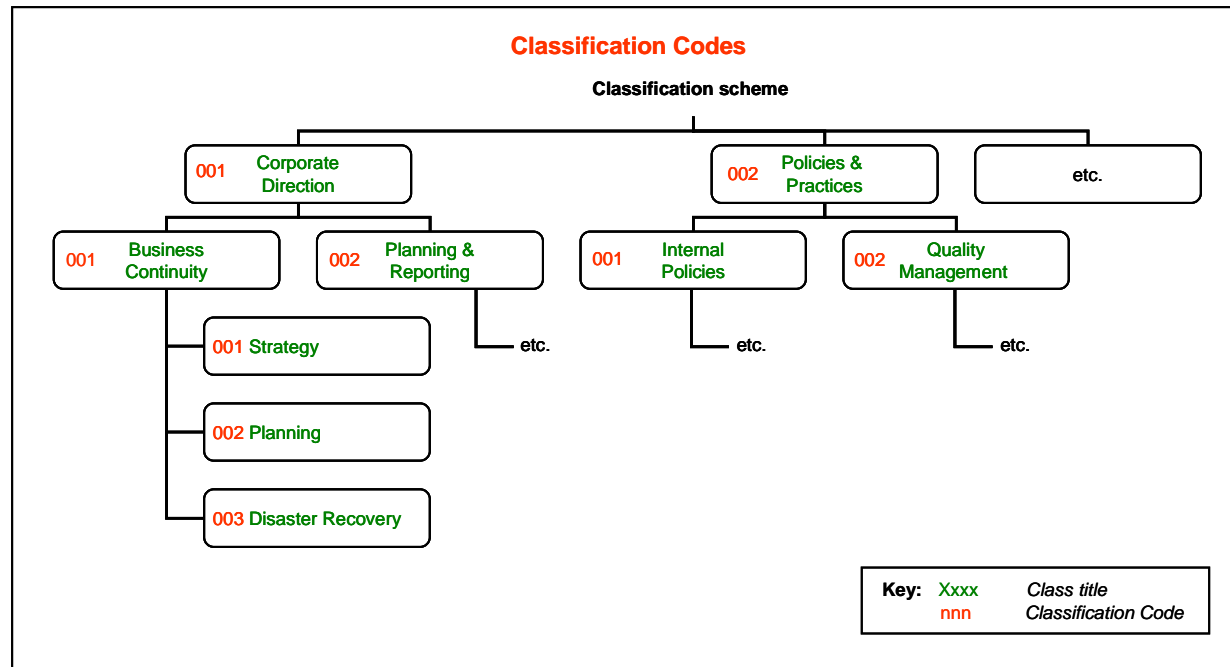 Classification Codes
Classification scheme
001
Corporate
Direction
002
Policies &
Practices
etc.
001
Business
Continuity
002
Planning &
Reporting
001
Internal
Policies
002
Quality
Management
001 Strategy
etc.
etc.
etc.
002 Planning
003 Disaster Recovery
Key: Xxxx Class title
nnn Classification Code